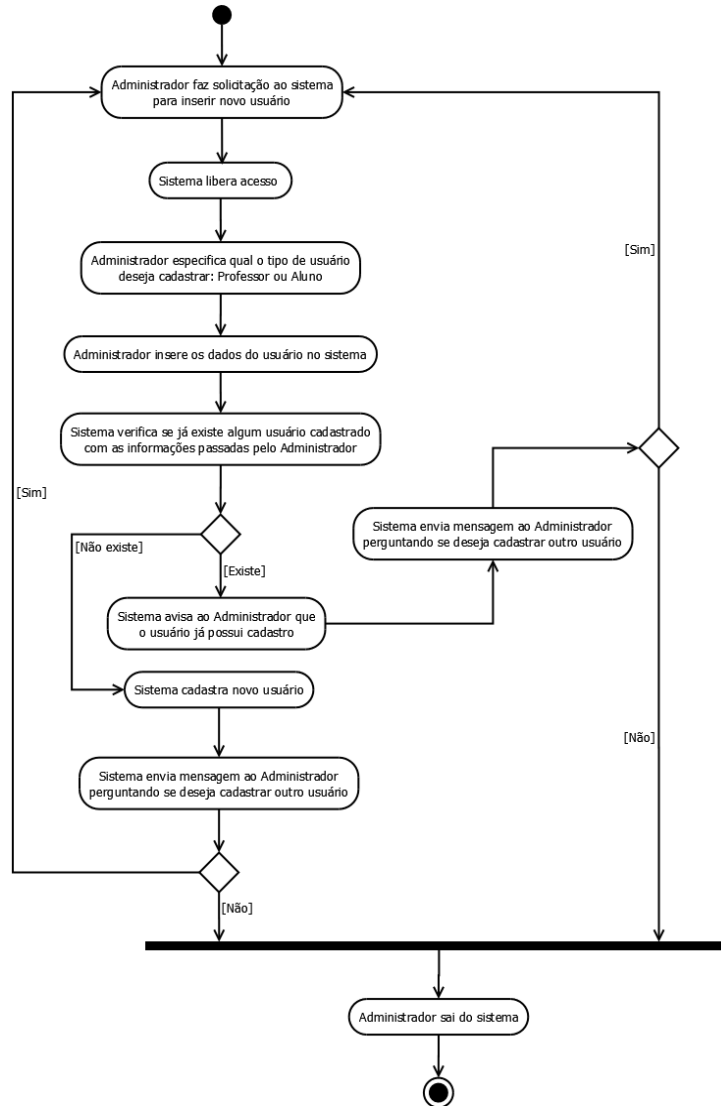 Administrador faz solicitação ao sistema
para inserir novo usuário
Sistema libera acesso
Administrador especifica qual o tipo de usuário
deseja cadastrar: Professor ou Aluno
[Sim]
Administrador insere os dados do usuário no sistema
Sistema verifica se já existe algum usuário cadastrado
com as informações passadas pelo Administrador
[Sim]
Sistema envia mensagem ao Administrador
perguntando se deseja cadastrar outro usuário
[Não existe]
[Existe]
Sistema avisa ao Administrador que
o usuário já possui cadastro
Sistema cadastra novo usuário
[Não]
Sistema envia mensagem ao Administrador
perguntando se deseja cadastrar outro usuário
[Não]
Administrador sai do sistema